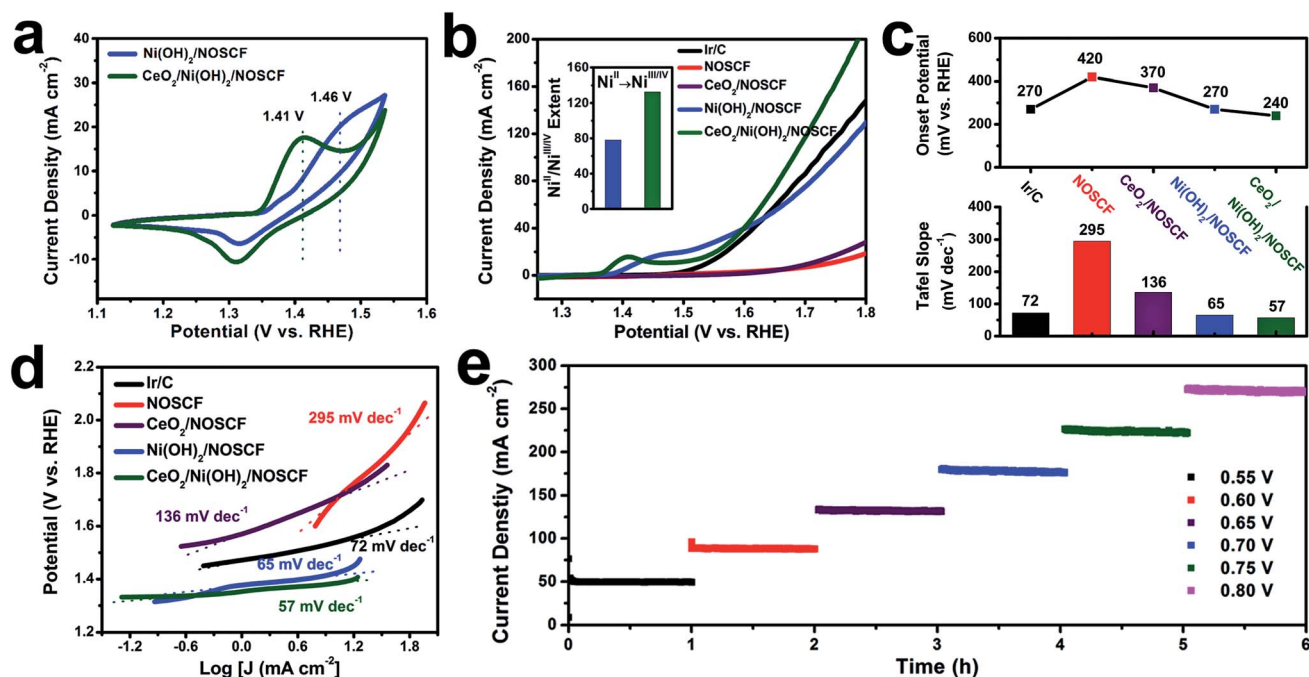 a
Ni(OH)₂/NOSCF
CeO₂/Ni(OH)₂/NOSCF
1.46 V
1.41 V
Current Density (mA cm⁻²)
40
30
20
10
0
-10
1.1 1.2 1.3 1.4 1.5 1.6
Potential (V vs. RHE)
b
Ir/C
NOSCF
CeO₂/NOSCF
Ni(OH)₂/NOSCF
CeO₂/Ni(OH)₂/NOSCF
Niᴵᴵ→Niᴵᴵᴵ/ᴵⱽ
Niᴵᴵ/Niᴵᴵᴵ/ᴵⱽ Extent
160
120
80
40
0
Current Density (mA cm⁻²)
200
160
120
80
40
0
1.3 1.4 1.5 1.6 1.7 1.8
Potential (V vs. RHE)
c
Onset Potential
(mV vs. RHE)
600
400
200
0
270 420 370 270 240
Ir/C
NOSCF
CeO₂/NOSCF
Ni(OH)₂/NOSCF
CeO₂/
Ni(OH)₂/NOSCF
Tafel Slope
(mV dec⁻¹)
400
300
200
100
0
72 295 136 65 57
d
Ir/C
NOSCF
CeO₂/NOSCF
Ni(OH)₂/NOSCF
CeO₂/Ni(OH)₂/NOSCF
295 mV dec⁻¹
136 mV dec⁻¹
72 mV dec⁻¹
65 mV dec⁻¹
57 mV dec⁻¹
Potential (V vs. RHE)
2.2
2.0
1.8
1.6
1.4
1.2
-1.2 -0.6 0.0 0.6 1.2 1.8
Log [J (mA cm⁻²]
e
Current Denstiy (mA cm⁻²)
300
250
200
150
100
50
0
0.55 V
0.60 V
0.65 V
0.70 V
0.75 V
0.80 V
0 1 2 3 4 5 6
Time (h)